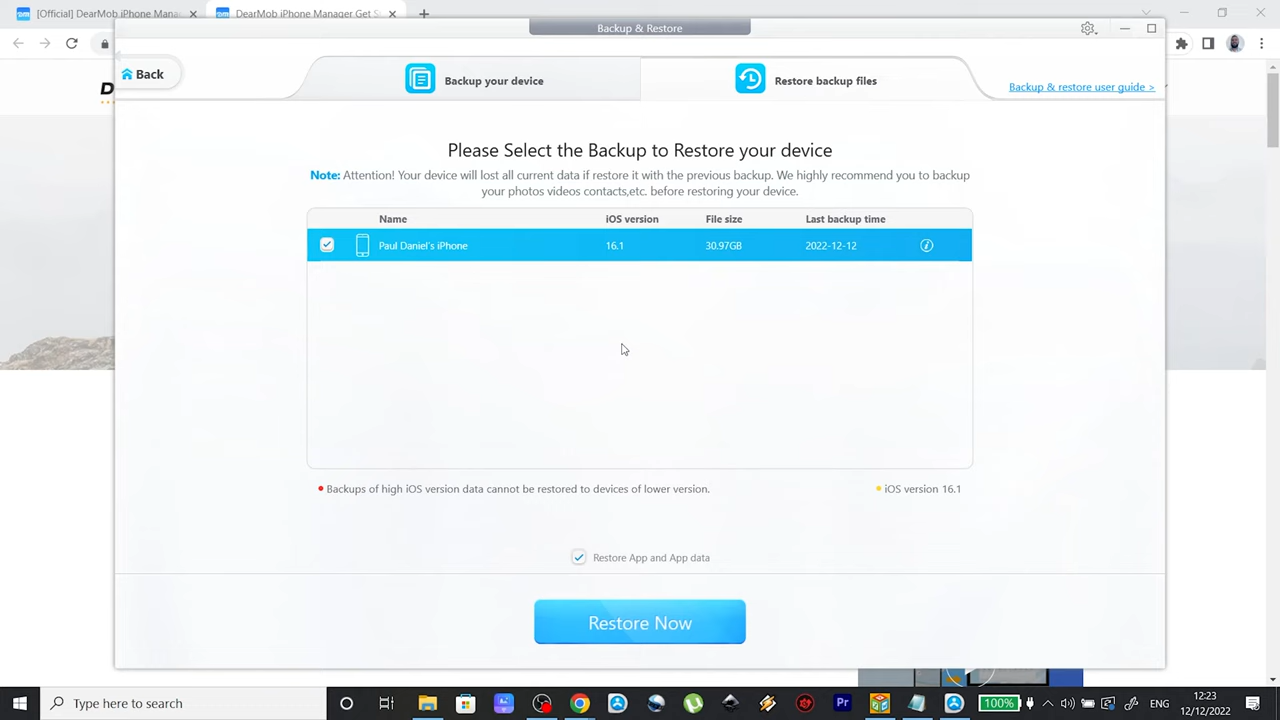 [Official] DearMob iPhone Mana
DearMob iPhone Manager Get S
Backup & Restore
Back
Backup your device
Restore backup files
Backup & restore user guide >
D
Please Select the Backup to Restore your device
Note: Attention! Your device will lost all current data if restore it with the previous backup. We highly recommend you to backup
your photos videos contacts,etc. before restoring your device.
Name iOS version File size Last backup time
Paul Daniel's iPhone 16.1 30.97GB 2022-12-12
Backups of high iOS version data cannot be restored to devices of lower version.
iOS version 16.1
Restore App and App data
Restore Now
Type here to search
Pr
100%
ENG
12:23
12/12/2022